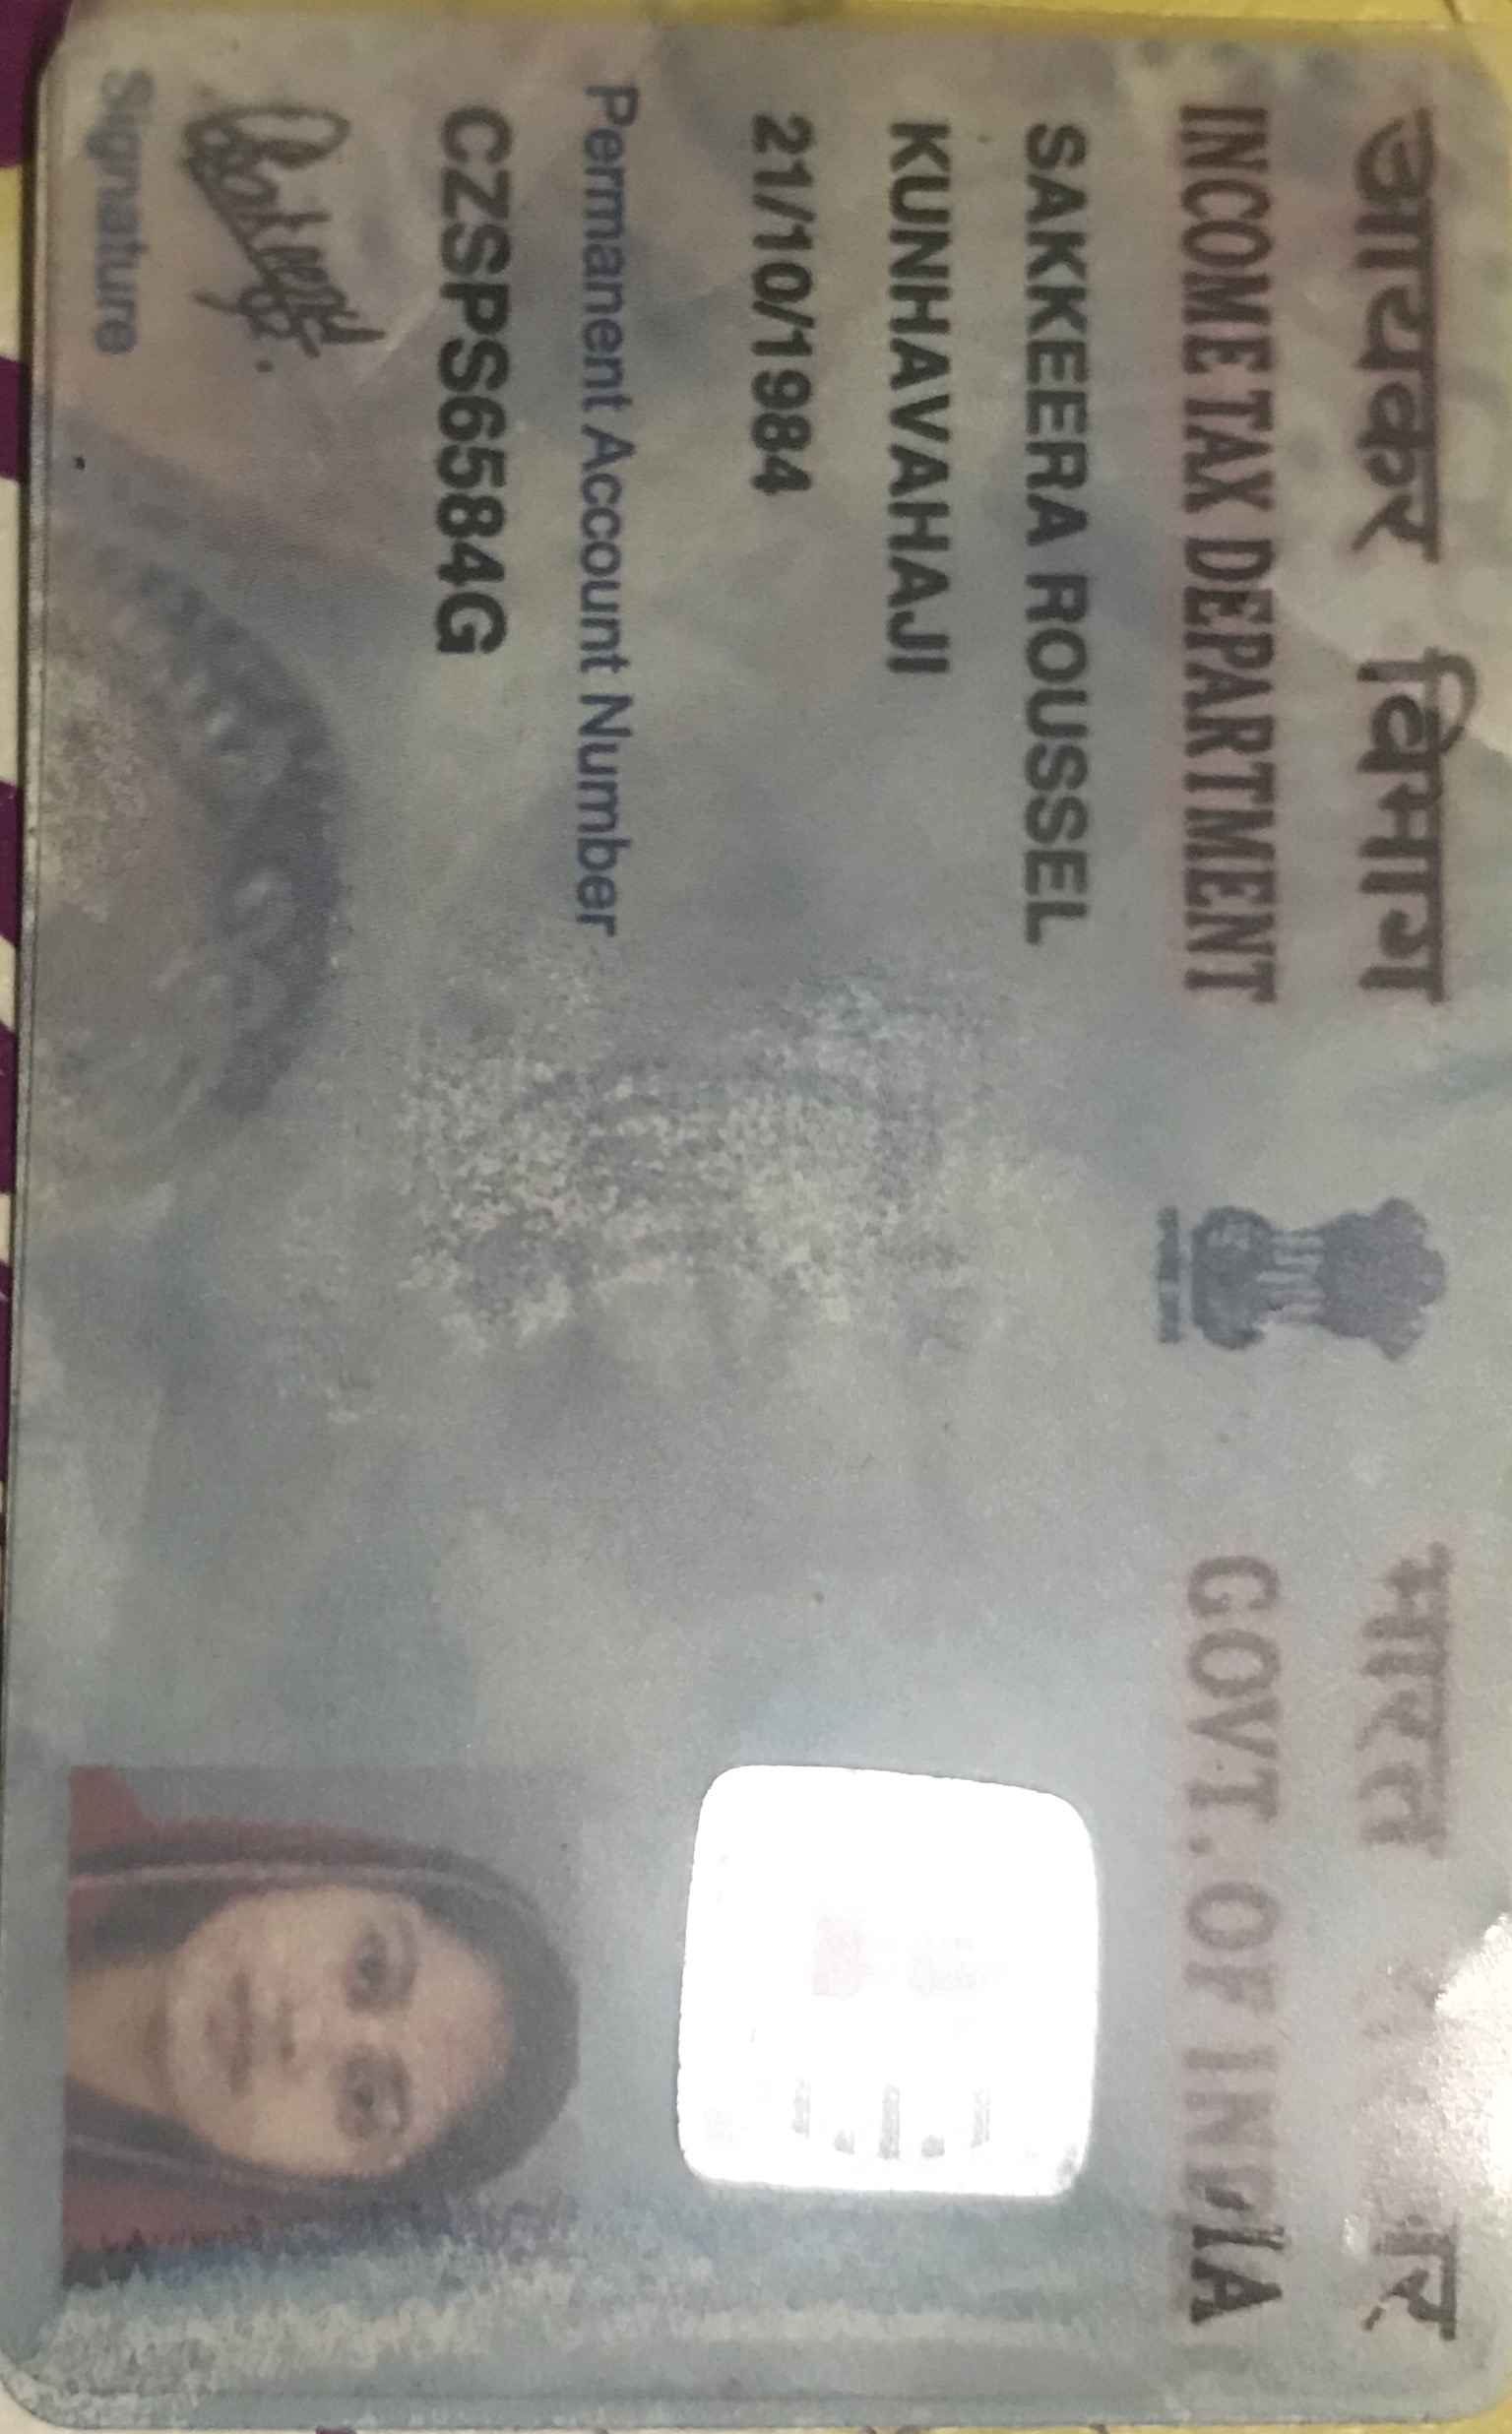 आयकर विभाग
INCOME TAX DEPARTMENT
भारत
GOVT. OF INDIA
SAKKEERA ROUSSEL
KUNHAVAHAJI
21/10/1984
Permanent Account Number
CZSPS6584G
Signature